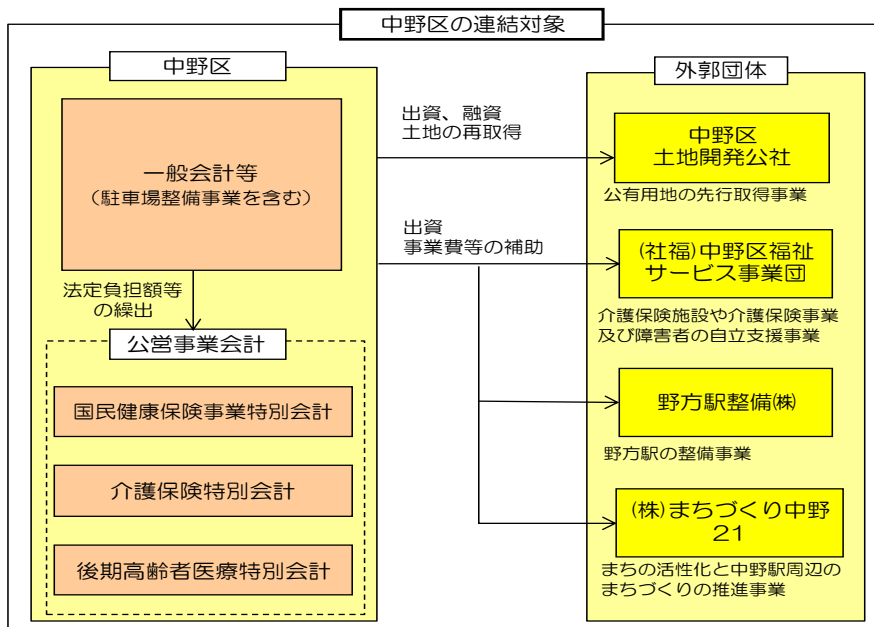 中野区の連結対象
中野区
一般会計等
（駐車場整備事業を含む）
法定負担額等
の繰出
公営事業会計
国民健康保険事業特別会計
介護保険特別会計
後期高齢者医療特別会計
出資、融資
土地の再取得
出資
事業費等の補助
外郭団体
中野区
土地開発公社
公有用地の先行取得事業
(社福)中野区福祉
サービス事業団
介護保険施設や介護保険事業
及び障害者の自立支援事業
野方駅整備㈱
野方駅の整備事業
(株)まちづくり中野
21
まちの活性化と中野駅周辺の
まちづくりの推進事業